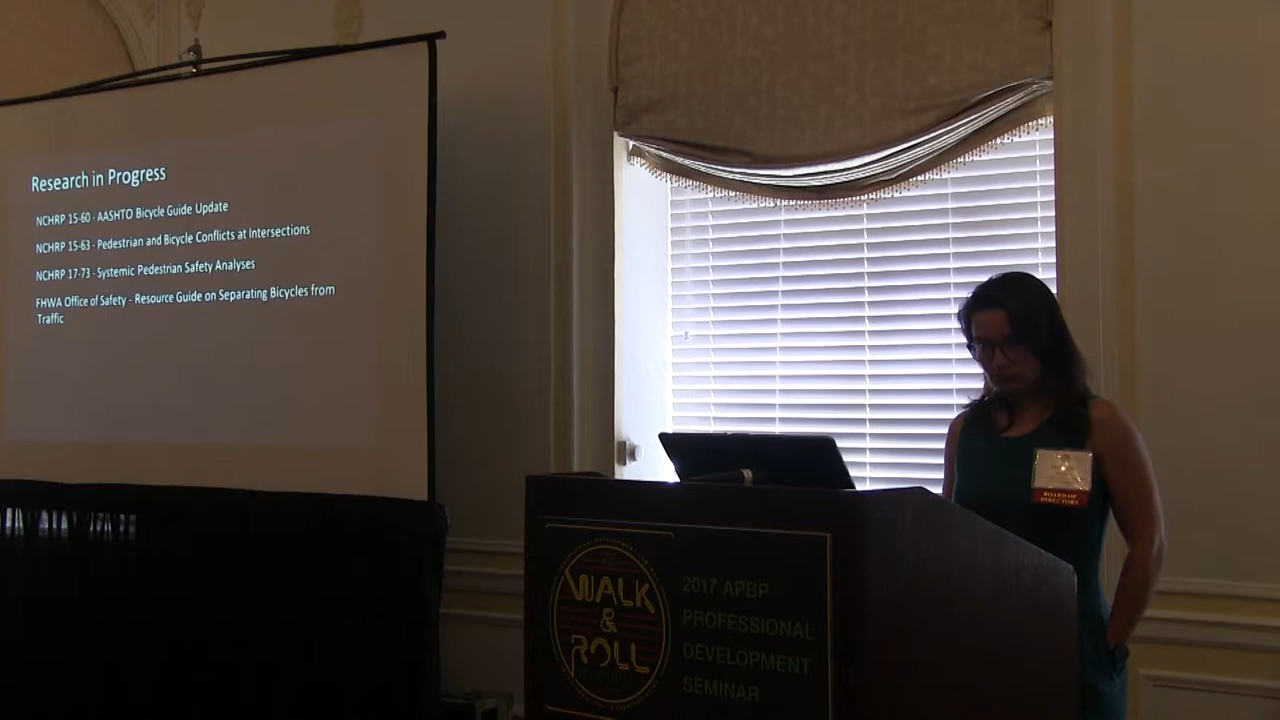 Research in Progress
NCHRP 15-60 - AASHTO Bicycle Guide Update
NCHRP 15-63 - Pedestrian and Bicycle Conflicts at Intersections
NCHRP 17-73 - Systemic Pedestrian Safety Analyses
FHWA Office of Safety - Resource Guide on Separating Bicycles from
Traffic
BOARD OF
DIRECTORS
WALK
&
ROLL
2017 APBP
PROFESSIONAL
DEVELOPMENT
SEMINAR